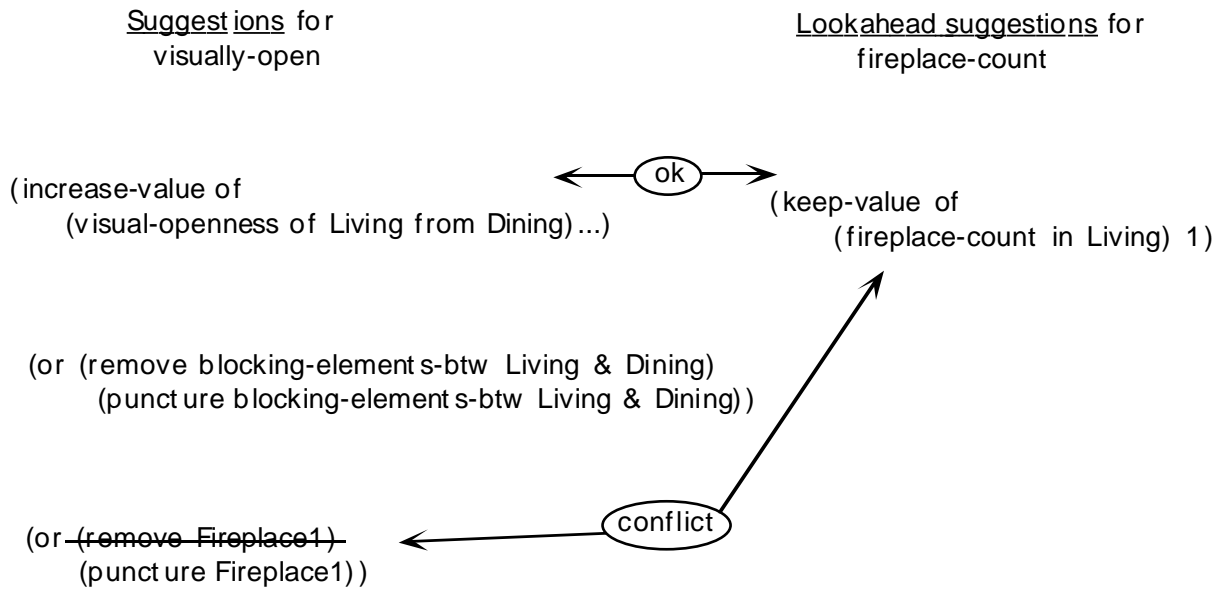 Suggestions for
visually-open
Lookahead suggestions for
fireplace-count
ok
(increase-value of
(visual-openness of Living from Dining)...)
(keep-value of
(fireplace-count in Living) 1)
(or (remove blocking-elements-btw Living & Dining)
(puncture blocking-elements-btw Living & Dining))
conflict
(or (remove Fireplace1)
(puncture Fireplace1))